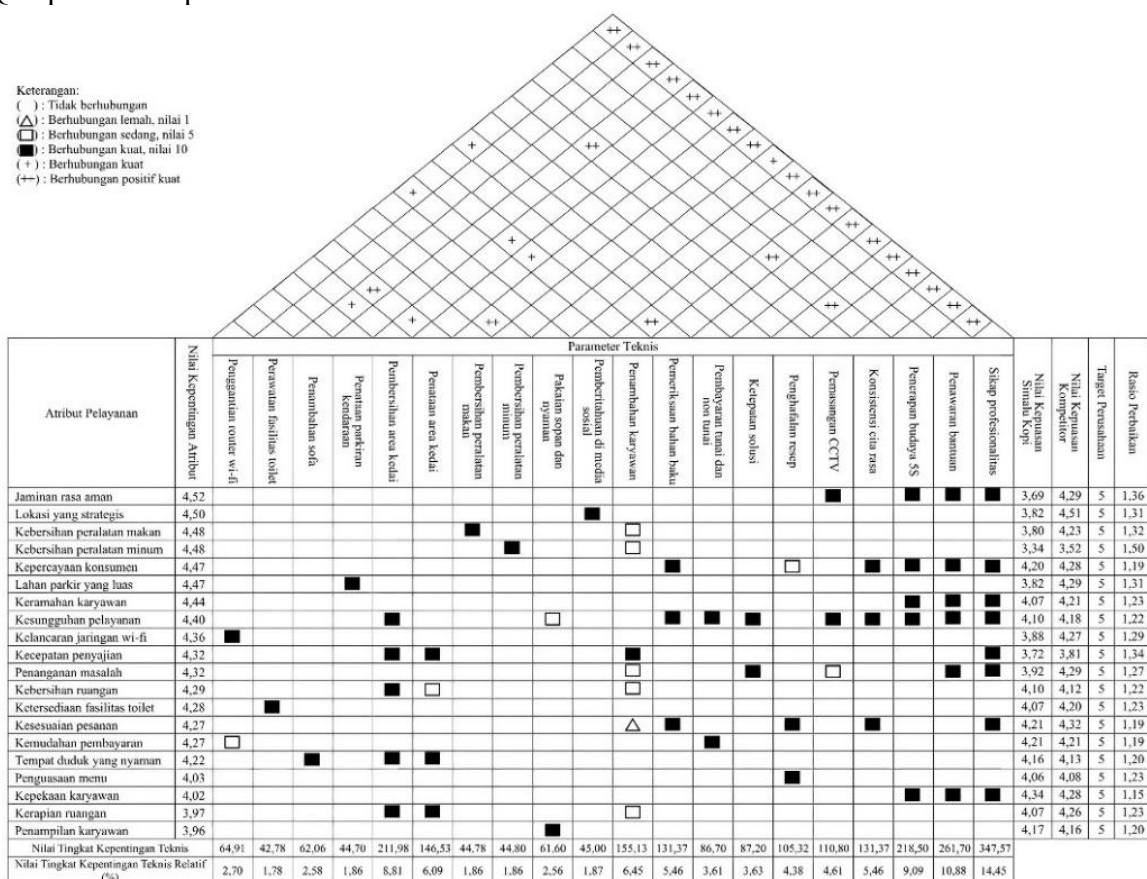 Keterangan:
( ) : Tidak berhubungan
(△) : Berhubungan lemah, nilai 1
(□) : Berhubungan sedang, nilai 5
(■) : Berhubungan kuat, nilai 10
(+) : Berhubungan kuat
(++) : Berhubungan positif kuat
Atribut Pelayanan
Nilai Kepentingan Atribut
Parameter Teknis
Penggantian router wi-fi
Perawatan fasilitas toilet
Penambahan sofa
Penataan parkiran kendaraan
Pembersihan area kedai
Penataan area kedai
Pembersihan peralatan makan
Pembersihan peralatan minum
Pakaian sopan dan nyaman
Pemberitahuan di media sosial
Penambahan karyawan
Pemeriksaan bahan baku
Pembayaran tunai dan non tunai
Ketepatan solusi
Penghafalan resep
Pemasangan CCTV
Konsistensi cita rasa
Penerapan budaya 5S
Penawaran bantuan
Sikap profesionalitas
Nilai Kepuasan Simalu Kopi
Nilai Kepuasan Kompetitor
Target Perusahaan
Rasio Perbaikan
Jaminan rasa aman 4,52 ■ ■ ■ ■ 3,69 4,29 5 1,36
Lokasi yang strategis 4,50 ■ 3,82 4,51 5 1,31
Kebersihan peralatan makan 4,48 ■ □ 3,80 4,23 5 1,32
Kebersihan peralatan minum 4,48 ■ □ 3,34 3,52 5 1,50
Kepercayaan konsumen 4,47 ■ □ ■ ■ ■ ■ 4,20 4,28 5 1,19
Lahan parkir yang luas 4,47 ■ 3,82 4,29 5 1,31
Keramahan karyawan 4,44 ■ ■ ■ 4,07 4,21 5 1,23
Kesungguhan pelayanan 4,40 ■ □ ■ ■ ■ ■ ■ ■ ■ ■ 4,10 4,18 5 1,22
Kelancaran jaringan wi-fi 4,36 ■ 3,88 4,27 5 1,29
Kecepatan penyajian 4,32 ■ ■ ■ ■ 3,72 3,81 5 1,34
Penanganan masalah 4,32 □ ■ □ ■ ■ 3,92 4,29 5 1,27
Kebersihan ruangan 4,29 ■ □ □ 4,10 4,12 5 1,22
Ketersediaan fasilitas toilet 4,28 ■ 4,07 4,20 5 1,23
Kesesuaian pesanan 4,27 △ ■ ■ ■ ■ 4,21 4,32 5 1,19
Kemudahan pembayaran 4,27 □ ■ 4,21 4,21 5 1,19
Tempat duduk yang nyaman 4,22 ■ ■ ■ 4,16 4,13 5 1,20
Penguasaan menu 4,03 ■ 4,06 4,08 5 1,23
Kepekaan karyawan 4,02 ■ ■ ■ 4,34 4,28 5 1,15
Kerapian ruangan 3,97 ■ ■ □ 4,07 4,26 5 1,23
Penampilan karyawan 3,96 ■ 4,17 4,16 5 1,20
Nilai Tingkat Kepentingan Teknis 64,91 42,78 62,06 44,70 211,98 146,53 44,78 44,80 61,60 45,00 155,13 131,37 86,70 87,20 105,32 110,80 131,37 218,50 261,70 347,57
Nilai Tingkat Kepentingan Teknis Relatif (%) 2,70 1,78 2,58 1,86 8,81 6,09 1,86 1,86 2,56 1,87 6,45 5,46 3,61 3,63 4,38 4,61 5,46 9,09 10,88 14,45